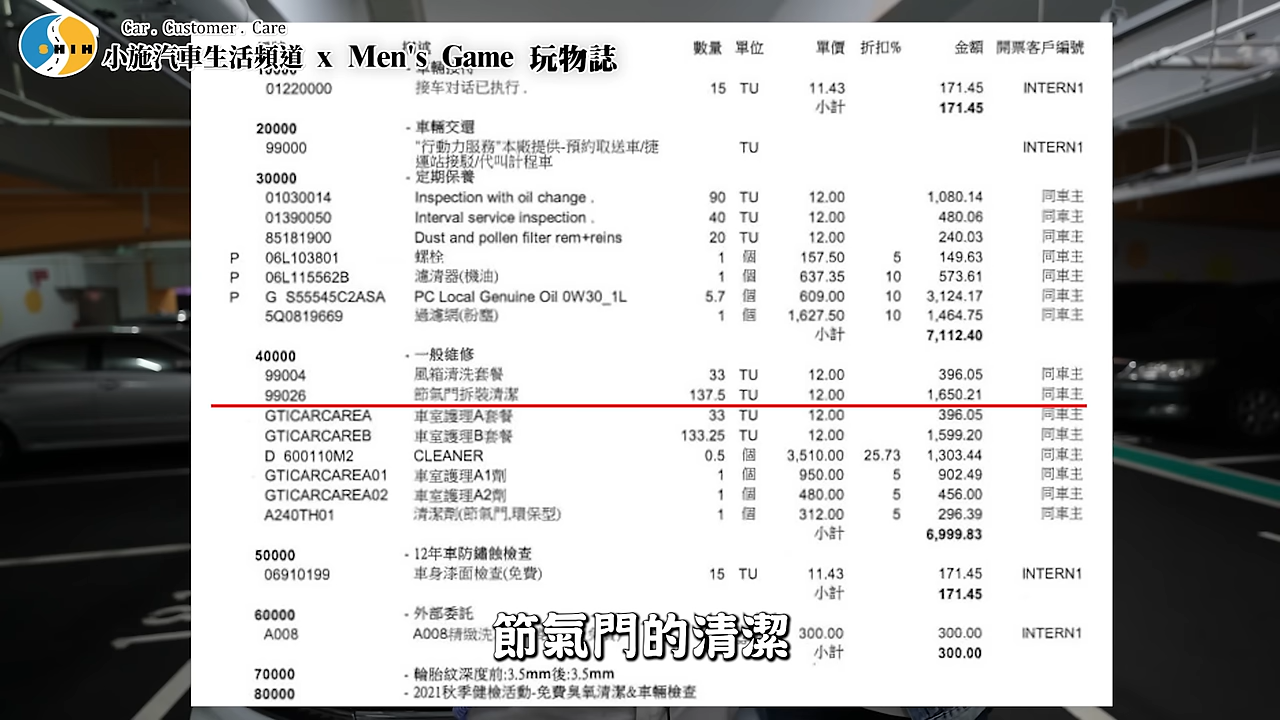 Car . Customer . Care
SHIH
小施汽車生活頻道 x Men's Game 玩物誌
數量 單位 單價 折扣% 金額 開票客戶編號
01220000 接车对话已执行 . 15 TU 11.43 171.45 INTERN1
小計 171.45
20000 - 車輛交還
99000 "行動力服務"本廠提供-預約取送車/捷 TU INTERN1
運站接駁/代叫計程車
30000 - 定期保養
01030014 Inspection with oil change . 90 TU 12.00 1,080.14 同車主
01390050 Interval service inspection . 40 TU 12.00 480.06 同車主
85181900 Dust and pollen filter rem+reins 20 TU 12.00 240.03 同車主
P 06L103801 螺栓 1 個 157.50 5 149.63 同車主
P 06L115562B 濾清器(機油) 1 個 637.35 10 573.61 同車主
P G S55545C2ASA PC Local Genuine Oil 0W30_1L 5.7 個 609.00 10 3,124.17 同車主
5Q0819669 過濾網(粉塵) 1 個 1,627.50 10 1,464.75 同車主
小計 7,112.40
40000 - 一般維修
99004 風箱清洗套餐 33 TU 12.00 396.05 同車主
99026 節氣門拆裝清潔 137.5 TU 12.00 1,650.21 同車主
GTICARCAREA 車室護理A套餐 33 TU 12.00 396.05 同車主
GTICARCAREB 車室護理B套餐 133.25 TU 12.00 1,599.20 同車主
D 600110M2 CLEANER 0.5 個 3,510.00 25.73 1,303.44 同車主
GTICARCAREA01 車室護理A1劑 1 個 950.00 5 902.49 同車主
GTICARCAREA02 車室護理A2劑 1 個 480.00 5 456.00 同車主
A240TH01 清潔劑(節氣門,環保型) 1 個 312.00 5 296.39 同車主
小計 6,999.83
50000 - 12年車防鏽蝕檢查
06910199 車身漆面檢查(免費) 15 TU 11.43 171.45 INTERN1
小計 171.45
60000 - 外部委託
A008 A008精緻洗 300.00 300.00 INTERN1
小計 300.00
節氣門的清潔
70000 - 輪胎紋深度前:3.5mm後:3.5mm
80000 - 2021秋季健檢活動-免費臭氧清潔&車輛檢查